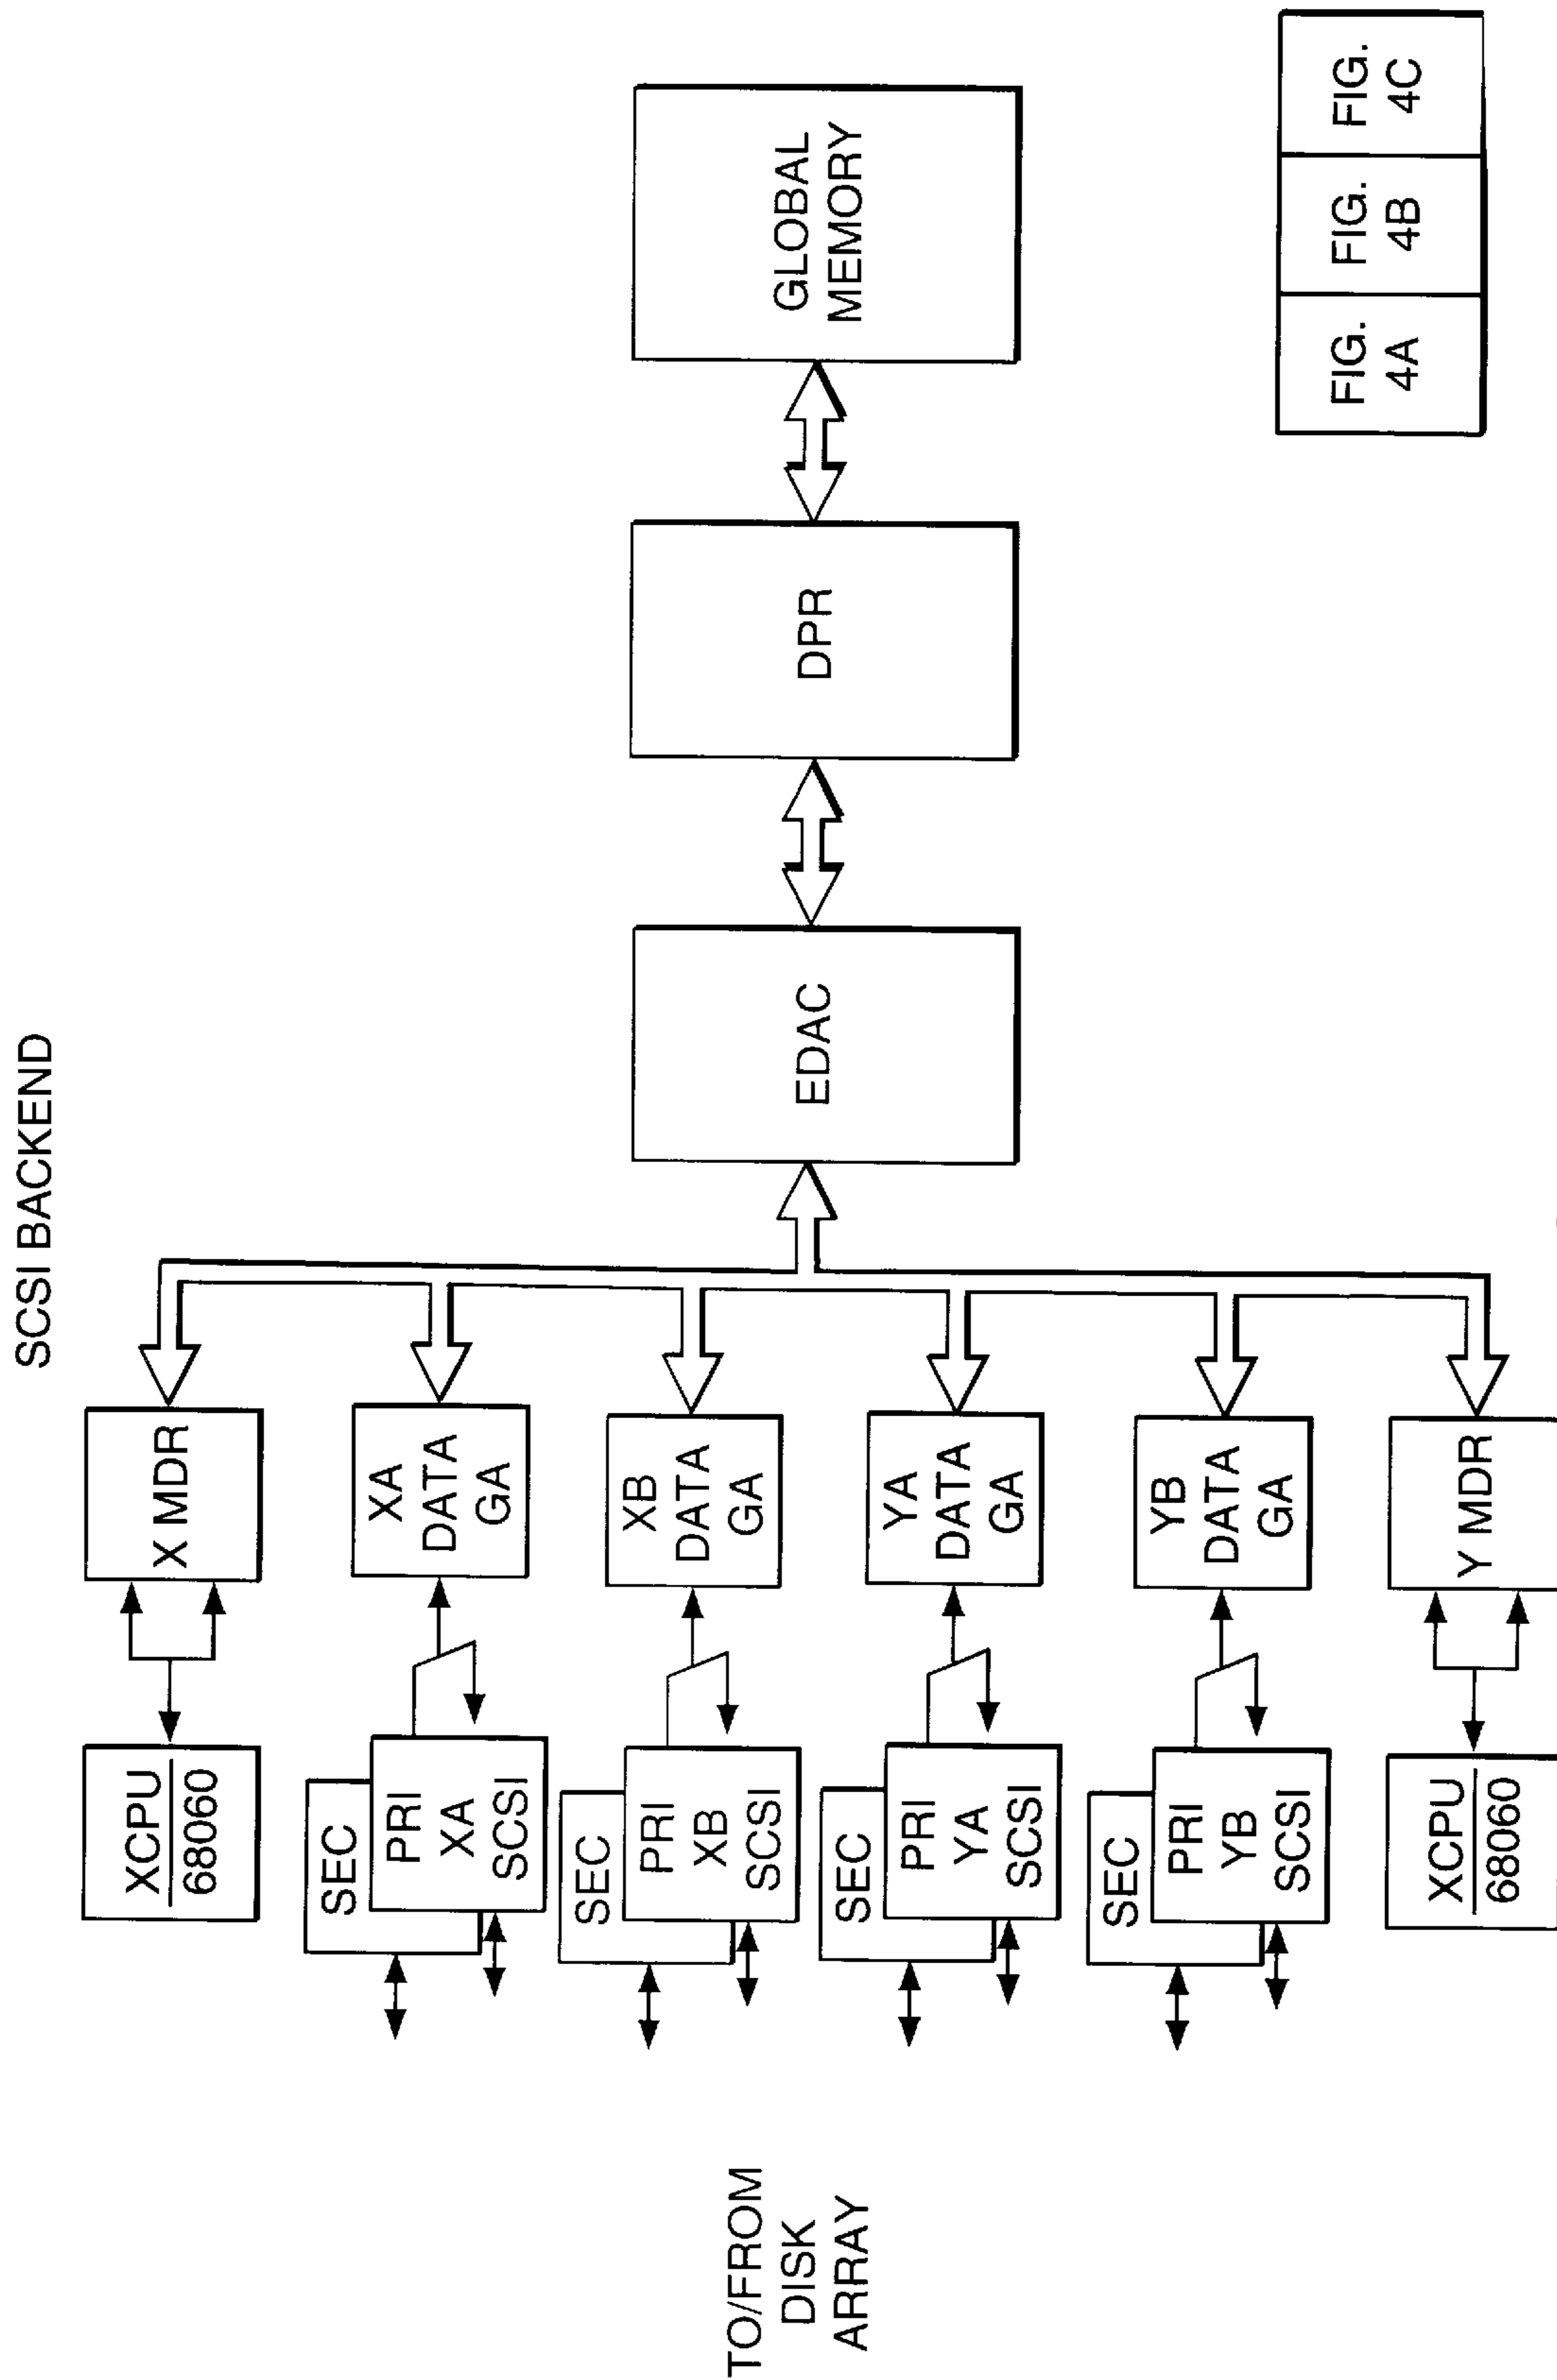 SCSI BACKEND
XCPU
68060
X MDR
SEC
PRI
XA
SCSI
XA
DATA
GA
SEC
PRI
XB
SCSI
XB
DATA
GA
SEC
PRI
YA
SCSI
YA
DATA
GA
SEC
PRI
YB
SCSI
YB
DATA
GA
XCPU
68060
Y MDR
TO/FROM
DISK
ARRAY
EDAC
DPR
GLOBAL
MEMORY
FIG.
4A
FIG.
4B
FIG.
4C